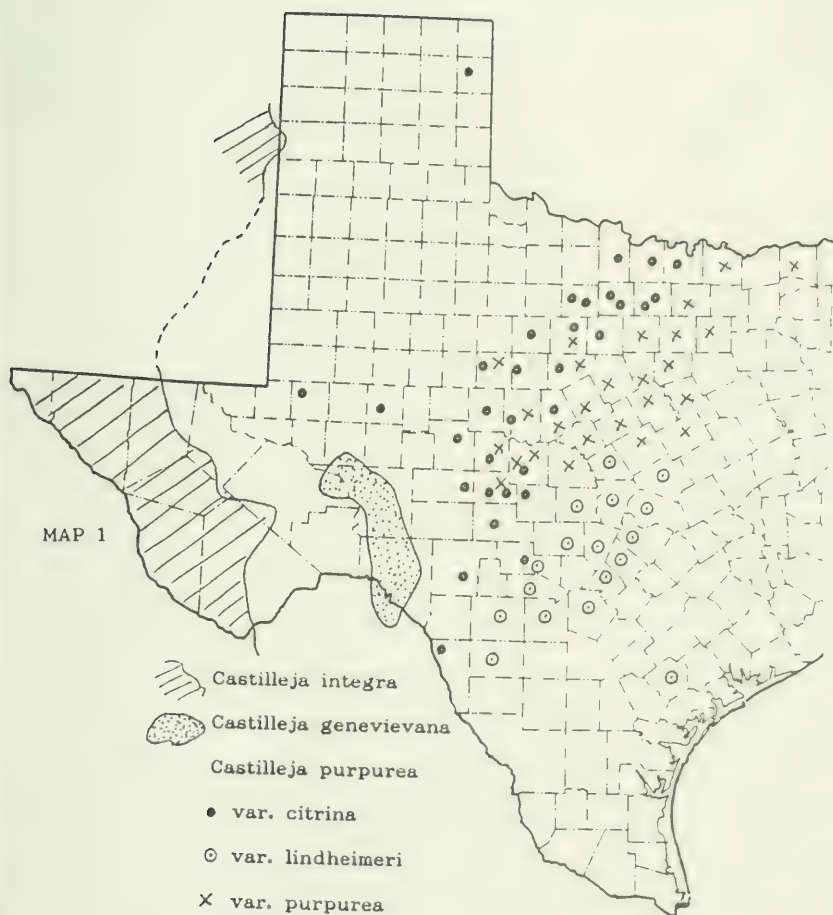 MAP 1
Castilleja integra
Castilleja genevievana
Castilleja purpurea
var. citrina
var. lindheimeri
var. purpurea